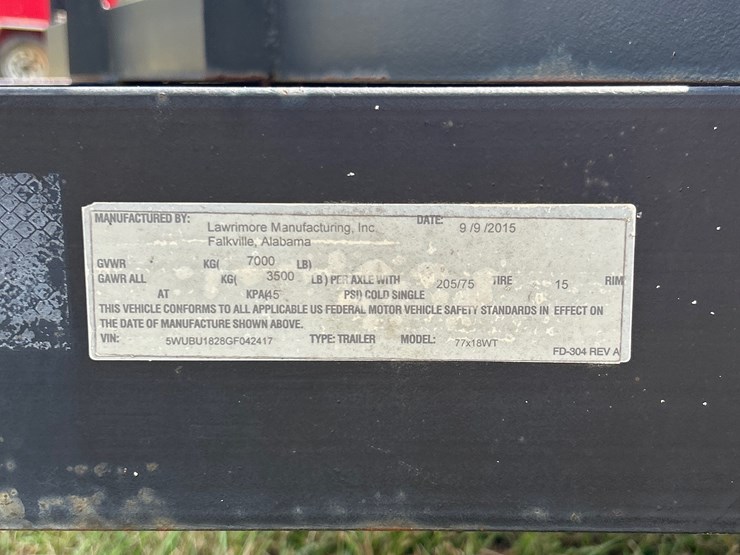 MANUFACTURED BY: Lawrimore Manufacturing, Inc DATE: 9 /9 /2015
Falkville, Alabama
GVWR KG( 7000 LB)
GAWR ALL KG( 3500 LB) PER AXLE WITH 205/75 TIRE 15 RIM
AT KPA(45 PSI) COLD SINGLE
THIS VEHICLE CONFORMS TO ALL APPLICABLE US FEDERAL MOTOR VEHICLE SAFETY STANDARDS IN EFFECT ON
THE DATE OF MANUFACTURE SHOWN ABOVE.
VIN: 5WUBU1828GF042417 TYPE: TRAILER MODEL: 77x18WT
FD-304 REV A